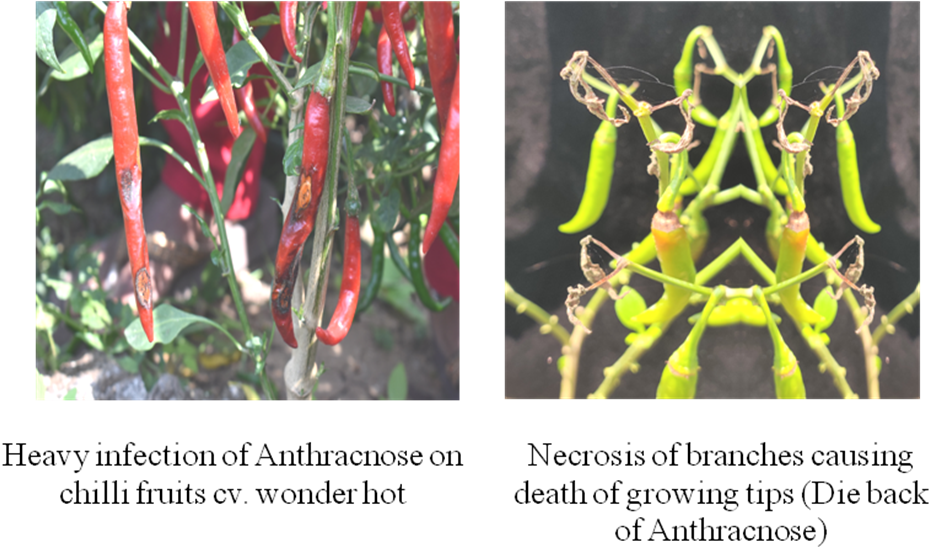 Heavy infection of Anthracnose on
chilli fruits cv. wonder hot
Necrosis of branches causing
death of growing tips (Die back
of Anthracnose)